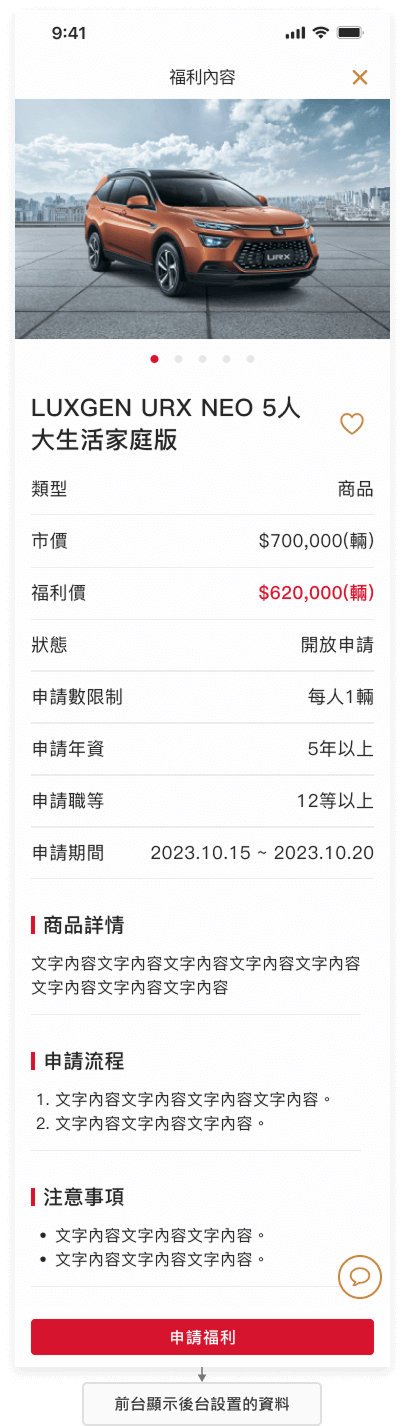 9:41
福利內容
URX
LUXGEN URX NEO 5人
大生活家庭版
類型 商品
市價 $700,000(輛)
福利價 $620,000(輛)
狀態 開放申請
申請數限制 每人1輛
申請年資 5年以上
申請職等 12等以上
申請期間 2023.10.15 ~ 2023.10.20
商品詳情
文字內容文字內容文字內容文字內容文字內容
文字內容文字內容文字內容
申請流程
1. 文字內容文字內容文字內容文字內容。
2. 文字內容文字內容文字內容。
注意事項
• 文字內容文字內容文字內容。
• 文字內容文字內容文字內容。
申請福利
前台顯示後台設置的資料